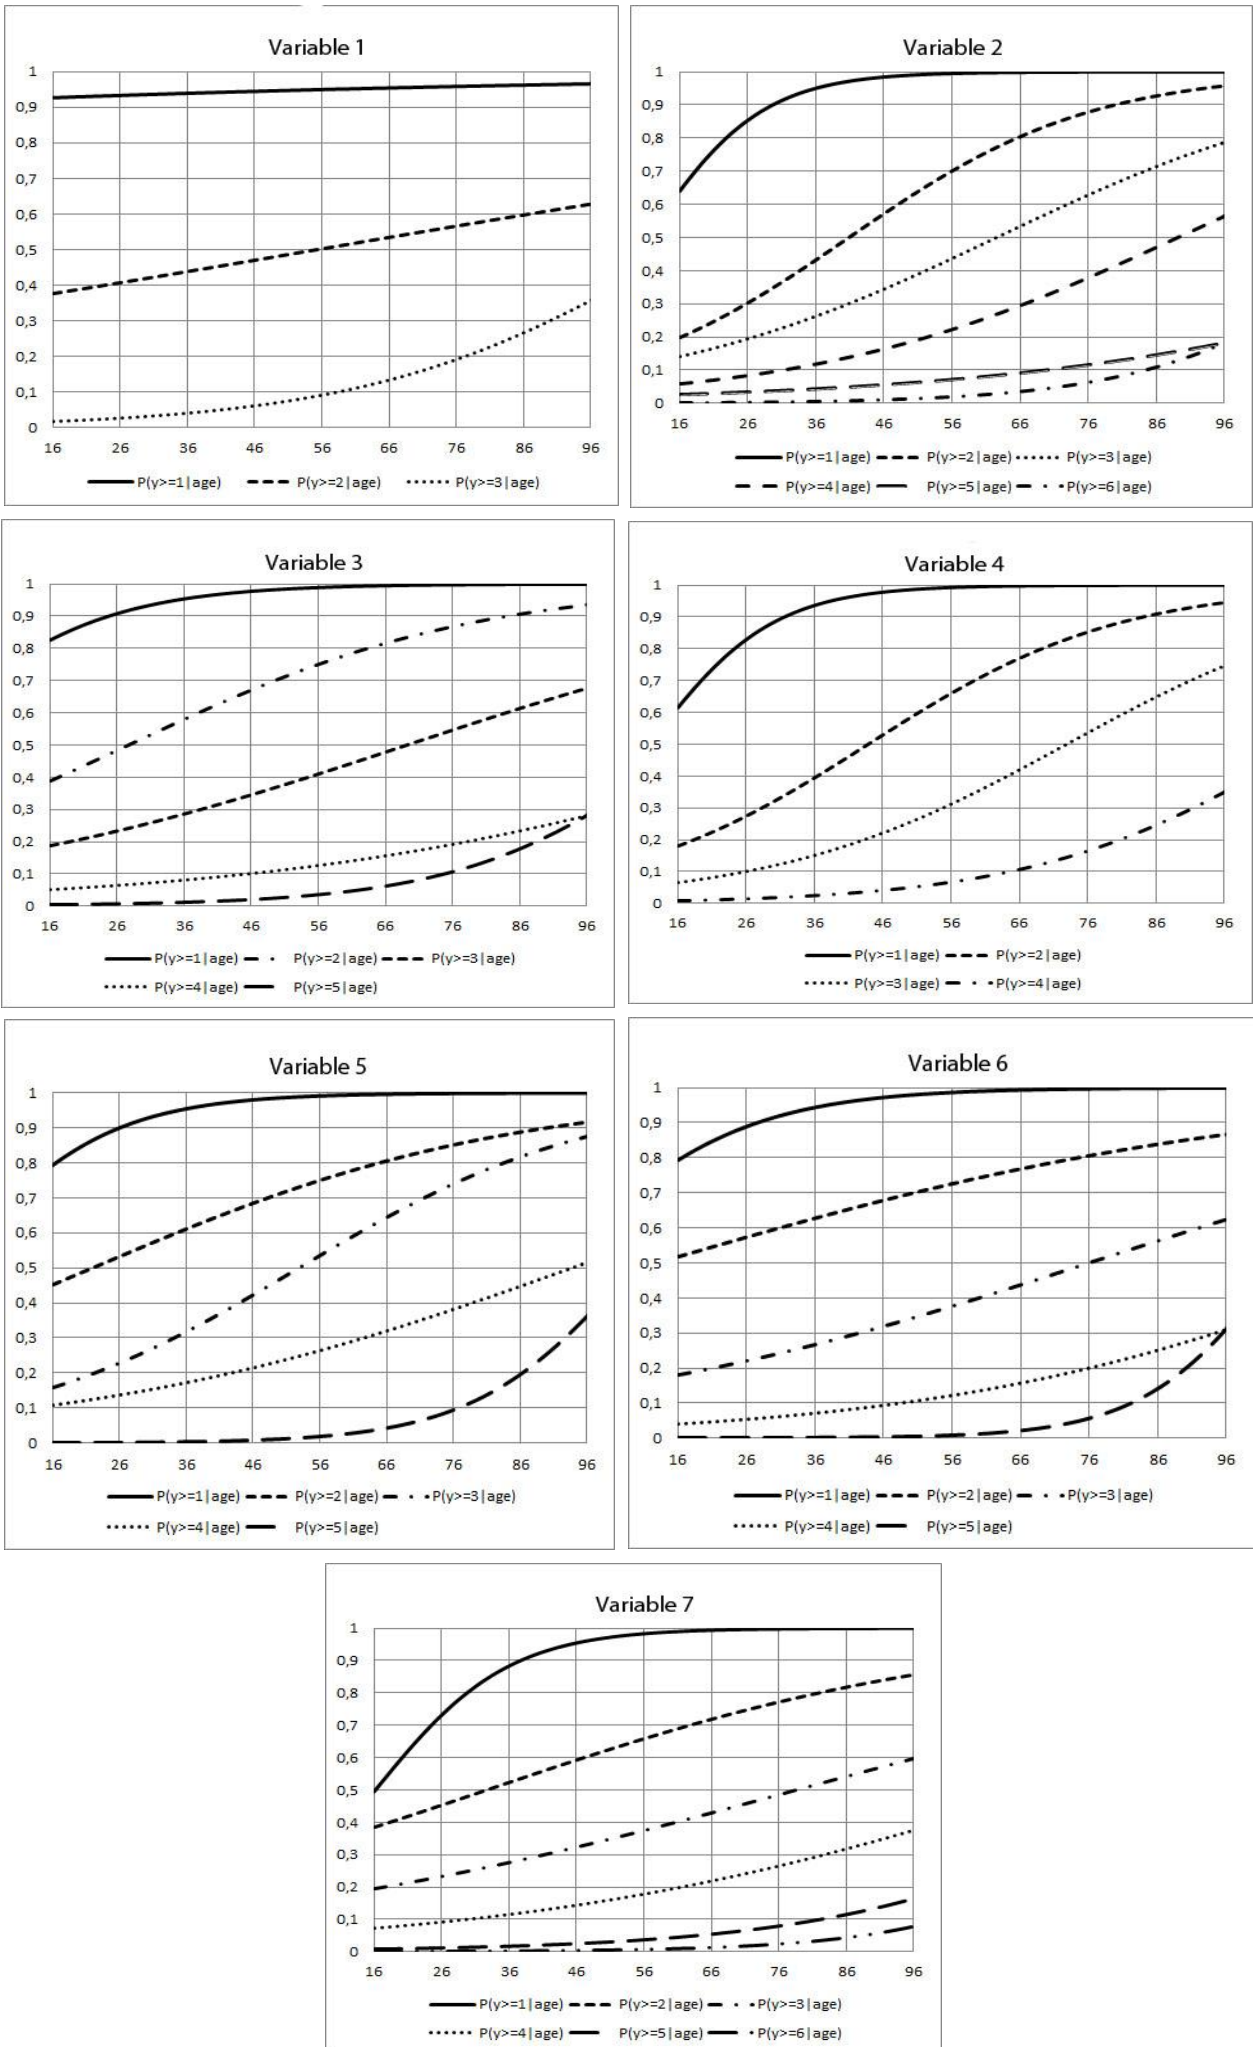 Variable 1
1
0,9
0,8
0,7
0,6
0,5
0,4
0,3
0,2
0,1
0
16 26 36 46 56 66 76 86 96
P(y>=1|age) P(y>=2|age) P(y>=3|age)
Variable 2
1
0,9
0,8
0,7
0,6
0,5
0,4
0,3
0,2
0,1
0
16 26 36 46 56 66 76 86 96
P(y>=1|age) P(y>=2|age) P(y>=3|age)
P(y>=4|age) P(y>=5|age) P(y>=6|age)
Variable 3
1
0,9
0,8
0,7
0,6
0,5
0,4
0,3
0,2
0,1
0
16 26 36 46 56 66 76 86 96
P(y>=1|age) P(y>=2|age) P(y>=3|age)
P(y>=4|age) P(y>=5|age)
Variable 4
1
0,9
0,8
0,7
0,6
0,5
0,4
0,3
0,2
0,1
0
16 26 36 46 56 66 76 86 96
P(y>=1|age) P(y>=2|age)
P(y>=3|age) P(y>=4|age)
Variable 5
1
0,9
0,8
0,7
0,6
0,5
0,4
0,3
0,2
0,1
0
16 26 36 46 56 66 76 86 96
P(y>=1|age) P(y>=2|age) P(y>=3|age)
P(y>=4|age) P(y>=5|age)
Variable 6
1
0,9
0,8
0,7
0,6
0,5
0,4
0,3
0,2
0,1
0
16 26 36 46 56 66 76 86 96
P(y>=1|age) P(y>=2|age) P(y>=3|age)
P(y>=4|age) P(y>=5|age)
Variable 7
1
0,9
0,8
0,7
0,6
0,5
0,4
0,3
0,2
0,1
0
16 26 36 46 56 66 76 86 96
P(y>=1|age) P(y>=2|age) P(y>=3|age)
P(y>=4|age) P(y>=5|age) P(y>=6|age)